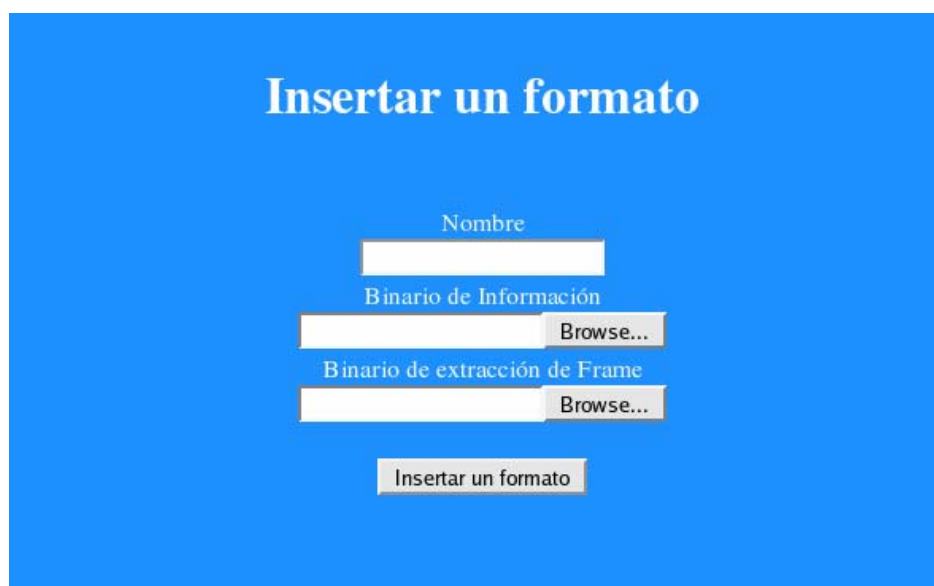 Insertar un formato
Nombre
Binario de Información
Browse...
Binario de extracción de Frame
Browse...
Insertar un formato